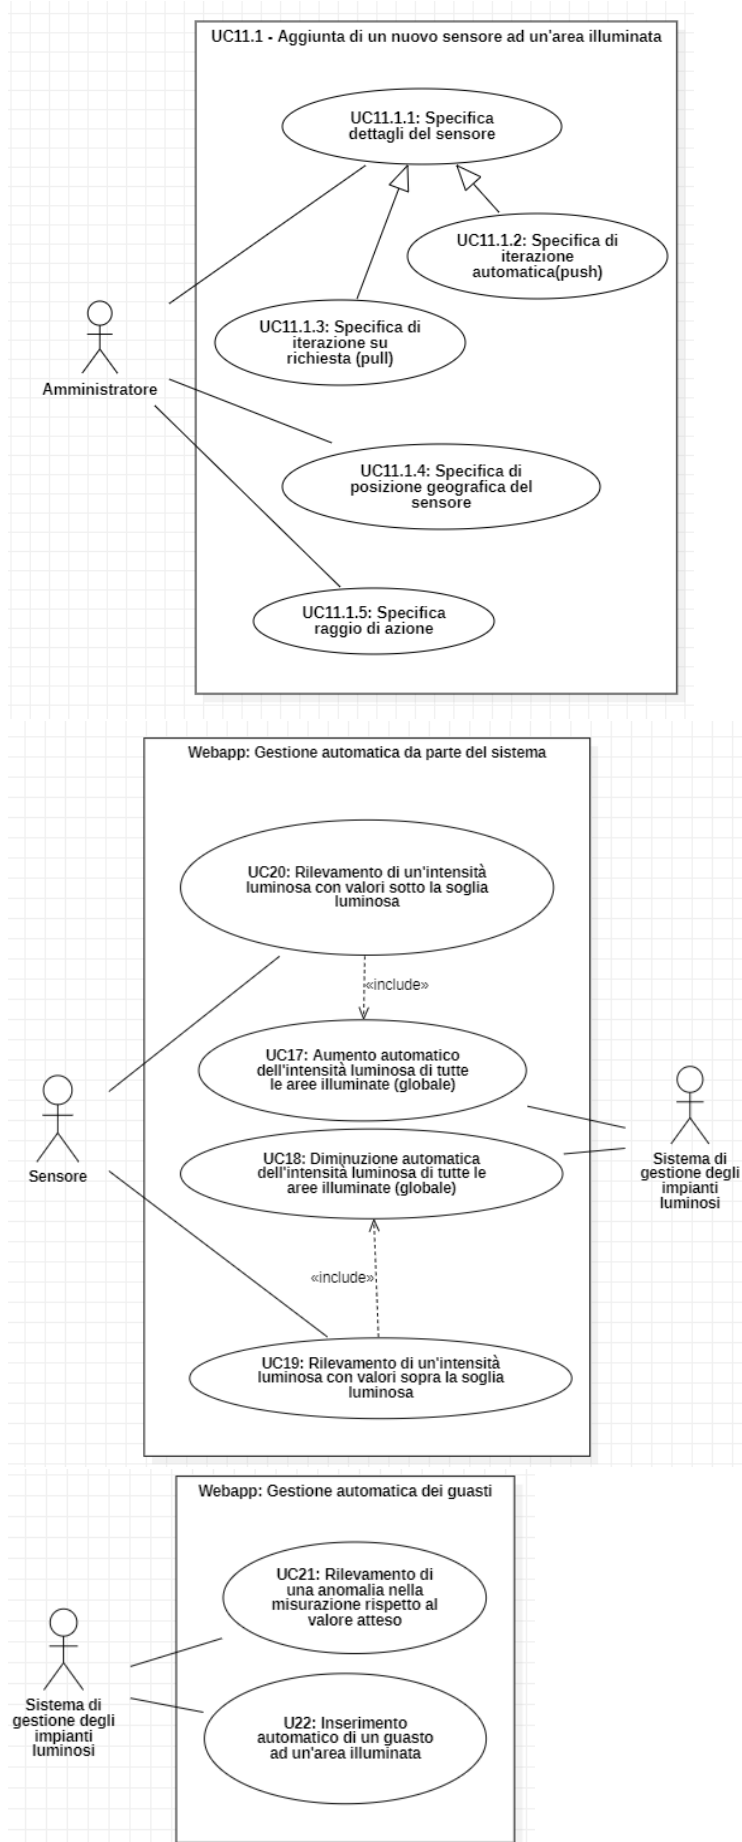 UC11.1 - Aggiunta di un nuovo sensore ad un'area illuminata
UC11.1.1: Specifica
dettagli del sensore
UC11.1.2: Specifica di
iterazione
automatica(push)
UC11.1.3: Specifica di
iterazione su
richiesta (pull)
Amministratore
UC11.1.4: Specifica di
posizione geografica del
sensore
UC11.1.5: Specifica
raggio di azione
Webapp: Gestione automatica da parte del sistema
UC20: Rilevamento di un'intensità
luminosa con valori sotto la soglia
luminosa
«include»
UC17: Aumento automatico
dell'intensità luminosa di tutte
le aree illuminate (globale)
UC18: Diminuzione automatica
dell'intensità luminosa di tutte le
aree illuminate (globale)
Sensore
Sistema di
gestione degli
impianti
luminosi
«include»
UC19: Rilevamento di un'intensità
luminosa con valori sopra la soglia
luminosa
Webapp: Gestione automatica dei guasti
UC21: Rilevamento di
una anomalia nella
misurazione rispetto al
valore atteso
Sistema di
gestione degli
impianti
luminosi
U22: Inserimento
automatico di un guasto
ad un'area illuminata